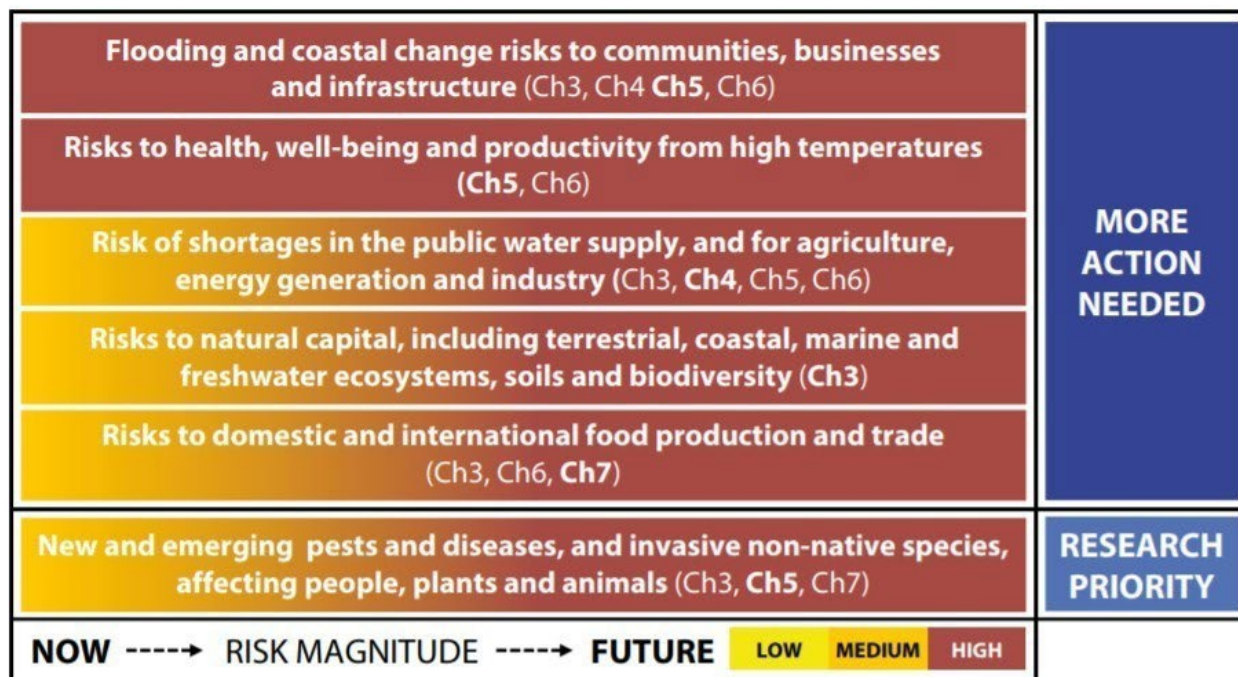 Flooding and coastal change risks to communities, businesses
and infrastructure (Ch3, Ch4 Ch5, Ch6)
Risks to health, well-being and productivity from high temperatures
(Ch5, Ch6)
Risk of shortages in the public water supply, and for agriculture,
energy generation and industry (Ch3, Ch4, Ch5, Ch6)
Risks to natural capital, including terrestrial, coastal, marine and
freshwater ecosystems, soils and biodiversity (Ch3)
Risks to domestic and international food production and trade
(Ch3, Ch6, Ch7)
MORE
ACTION
NEEDED
New and emerging pests and diseases, and invasive non-native species,
affecting people, plants and animals (Ch3, Ch5, Ch7)
RESEARCH
PRIORITY
NOW RISK MAGNITUDE FUTURE LOW MEDIUM HIGH